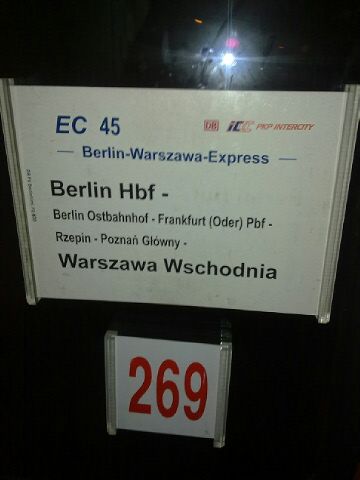 EC 45
DB IC PKP INTERCITY
— Berlin-Warszawa-Express —
Berlin Hbf -
Berlin Ostbahnhof - Frankfurt (Oder) Pbf -
Rzepin - Poznań Główny -
Warszawa Wschodnia
269